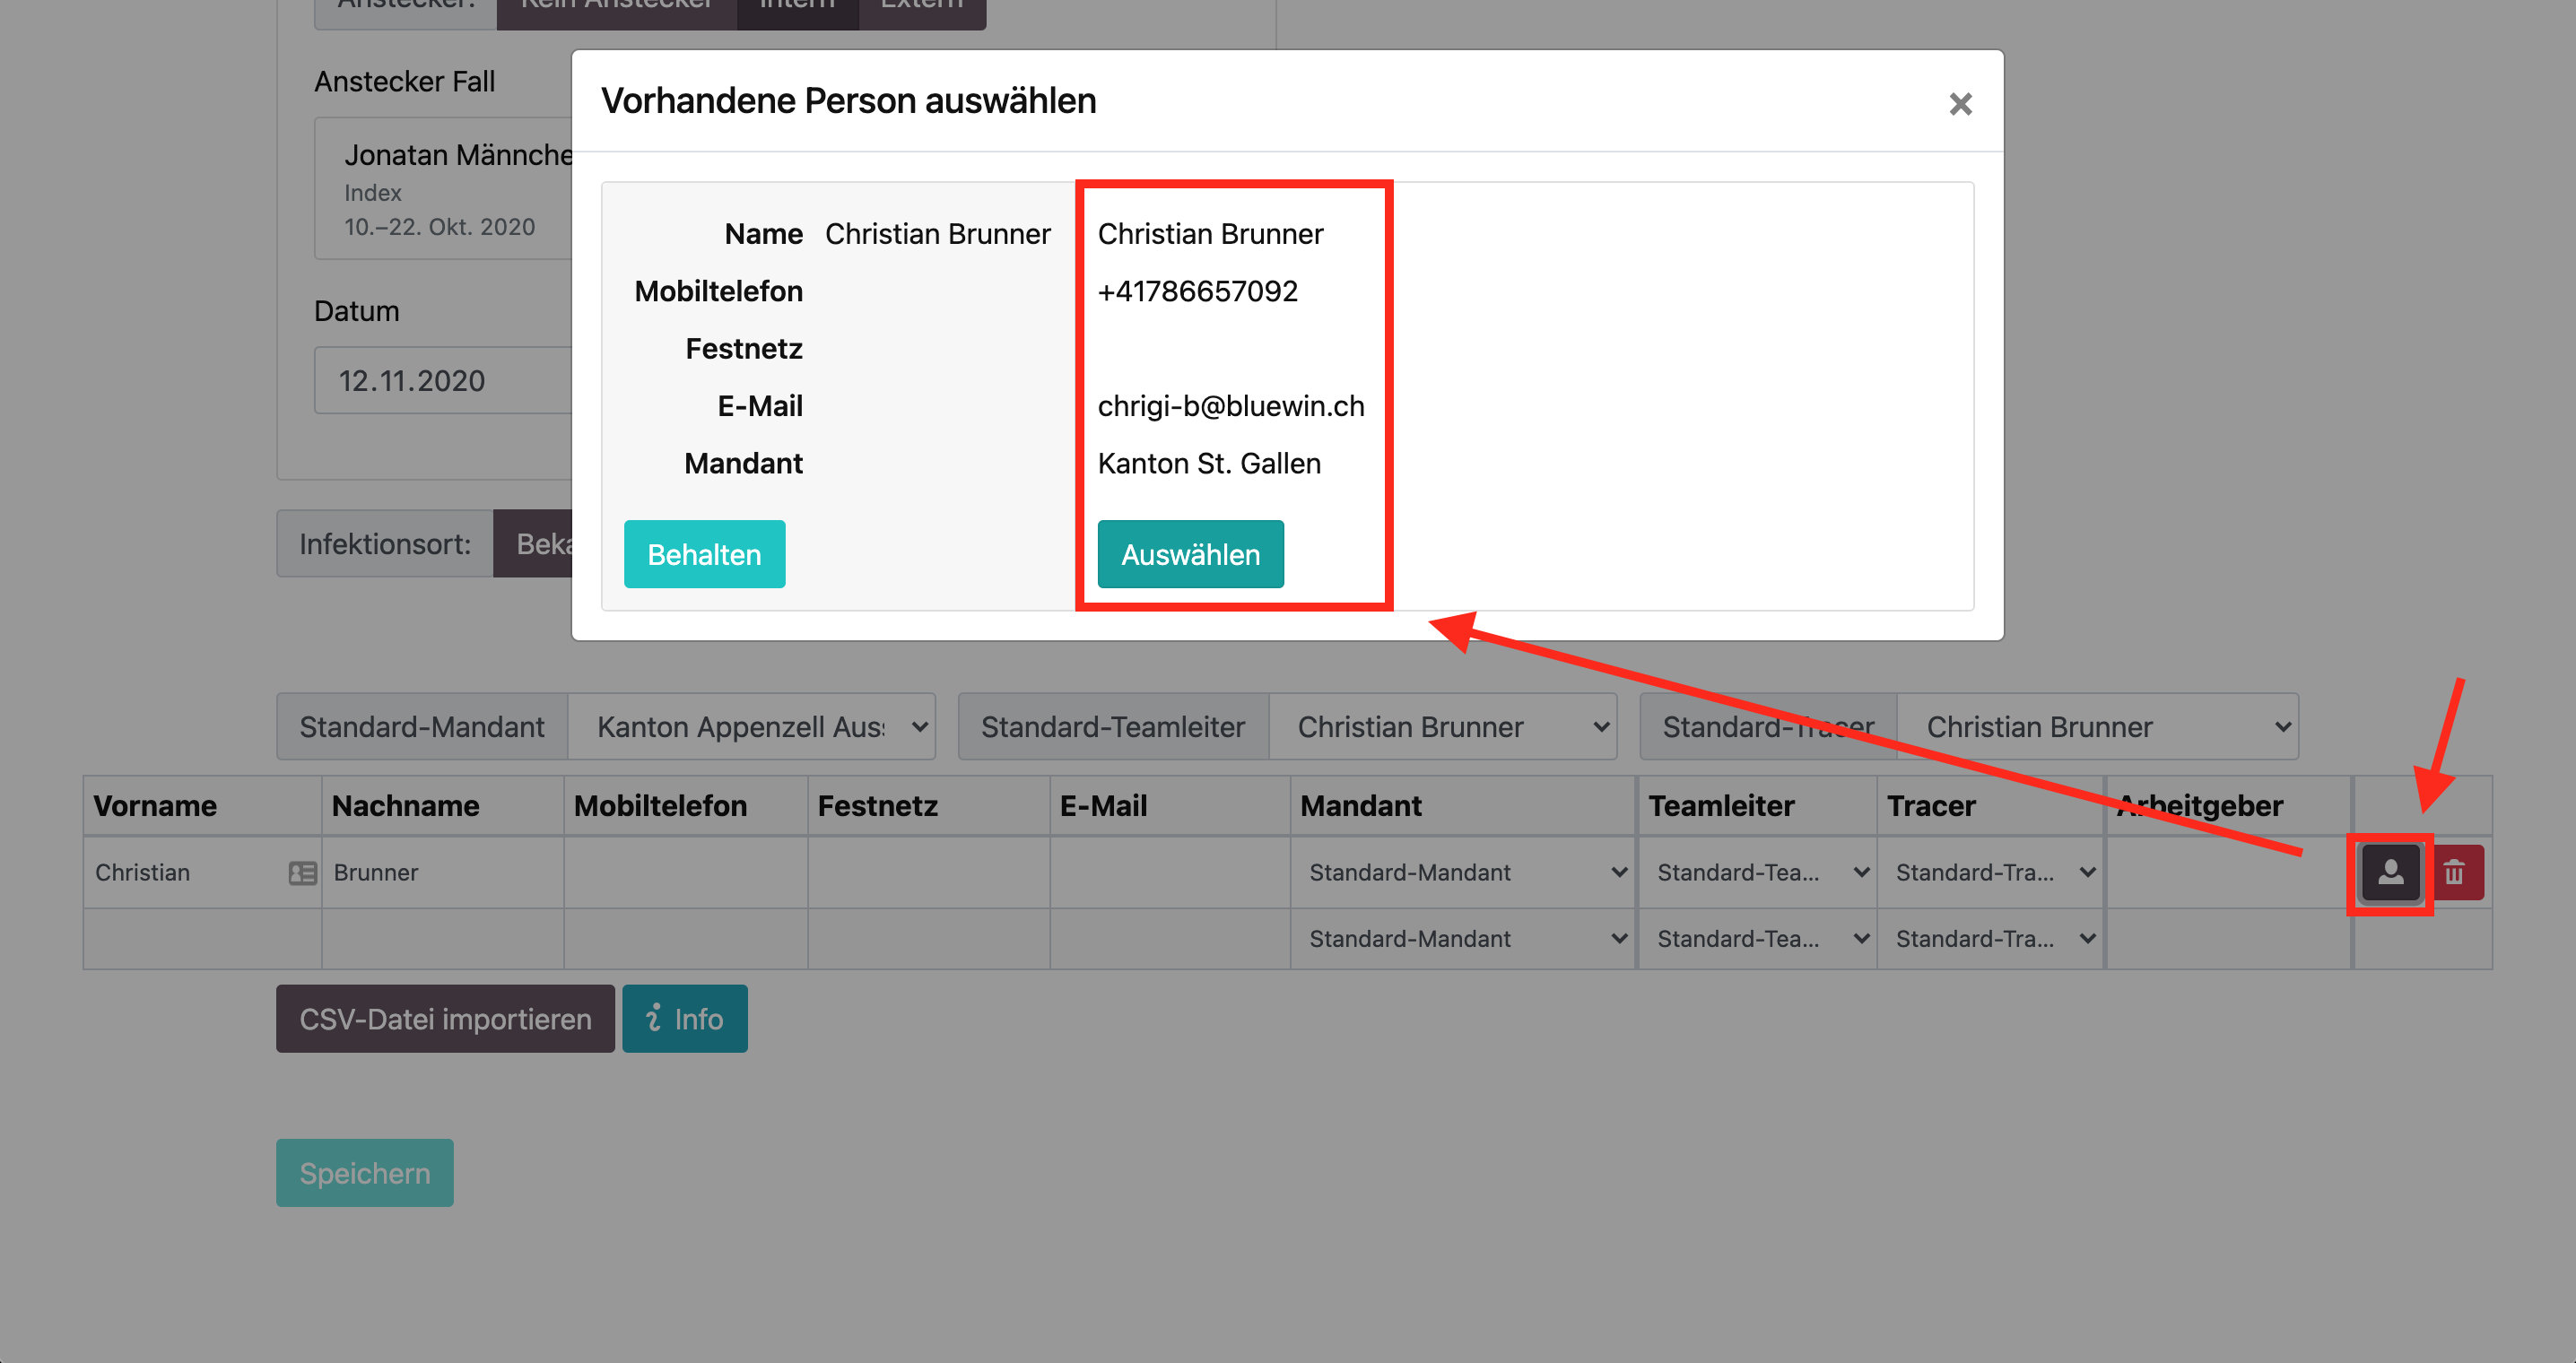 Anstecker: Kein Anstecker Intern Extern
Anstecker Fall
Jonatan Männche
Index
10.–22. Okt. 2020
Datum
12.11.2020
Infektionsort: Beka
Vorhandene Person auswählen ×
Name Christian Brunner Christian Brunner
Mobiltelefon +41786657092
Festnetz
E-Mail chrigi-b@bluewin.ch
Mandant Kanton St. Gallen
Behalten Auswählen
Standard-Mandant Kanton Appenzell Auss Standard-Teamleiter Christian Brunner Standard-Tracer Christian Brunner
Vorname Nachname Mobiltelefon Festnetz E-Mail Mandant Teamleiter Tracer Arbeitgeber
Christian Brunner Standard-Mandant Standard-Tea... Standard-Tra...
Standard-Mandant Standard-Tea... Standard-Tra...
CSV-Datei importieren Info
Speichern